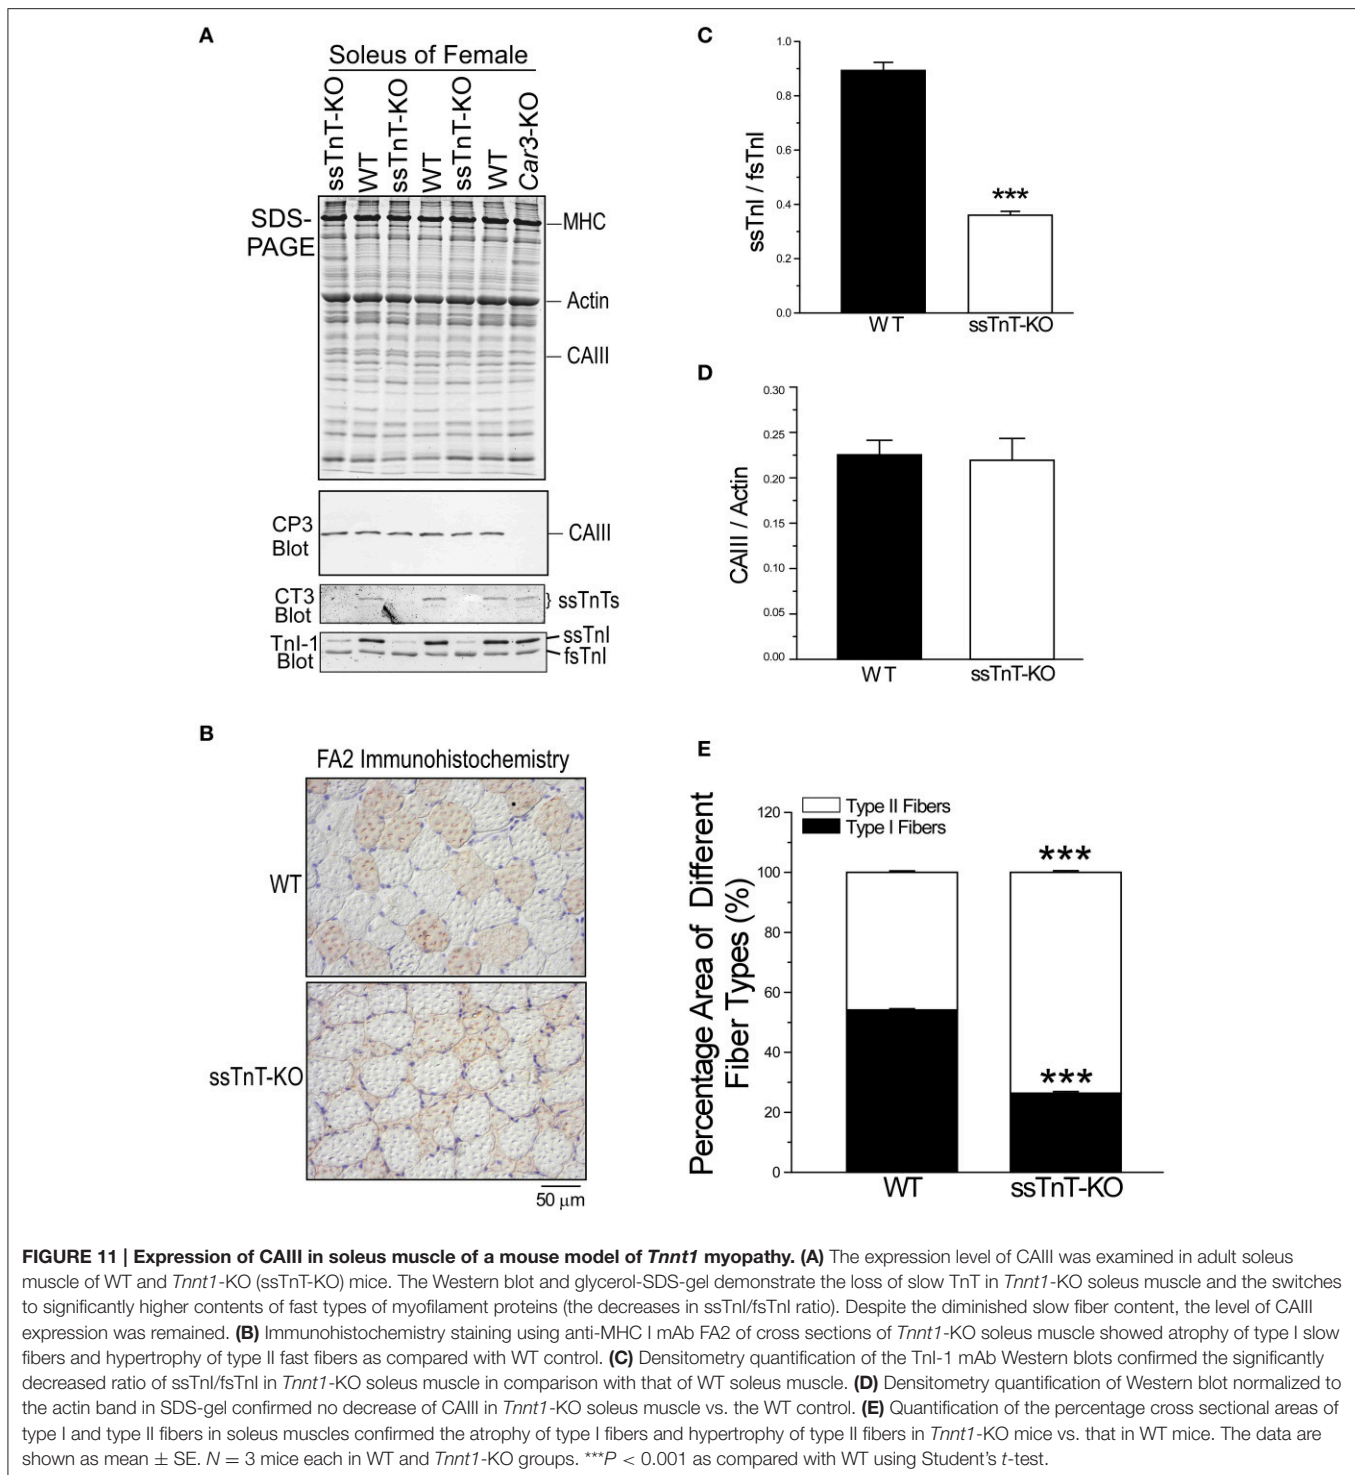 A
Soleus of Female
ssTnT-KO
WT
ssTnT-KO
WT
ssTnT-KO
WT
Car3-KO
SDS-
PAGE
MHC
Actin
CAIII
CP3
Blot
CAIII
CT3
Blot
ssTnTs
TnI-1
Blot
ssTnI
fsTnI
B
FA2 Immunohistochemistry
WT
ssTnT-KO
50 µm
C
ssTnI / fsTnI
1.0
0.8
0.6
0.4
0.2
0.0
***
WT
ssTnT-KO
D
CAIII / Actin
0.30
0.25
0.20
0.15
0.10
0.05
0.00
WT
ssTnT-KO
E
Percentage Area of Different
Fiber Types (%)
Type II Fibers
Type I Fibers
120
100
80
60
40
20
0
***
***
WT
ssTnT-KO
FIGURE 11 | Expression of CAIII in soleus muscle of a mouse model of Tnnt1 myopathy. (A) The expression level of CAIII was examined in adult soleus
muscle of WT and Tnnt1-KO (ssTnT-KO) mice. The Western blot and glycerol-SDS-gel demonstrate the loss of slow TnT in Tnnt1-KO soleus muscle and the switches
to significantly higher contents of fast types of myofilament proteins (the decreases in ssTnI/fsTnI ratio). Despite the diminished slow fiber content, the level of CAIII
expression was remained. (B) Immunohistochemistry staining using anti-MHC I mAb FA2 of cross sections of Tnnt1-KO soleus muscle showed atrophy of type I slow
fibers and hypertrophy of type II fast fibers as compared with WT control. (C) Densitometry quantification of the TnI-1 mAb Western blots confirmed the significantly
decreased ratio of ssTnI/fsTnI in Tnnt1-KO soleus muscle in comparison with that of WT soleus muscle. (D) Densitometry quantification of Western blot normalized to
the actin band in SDS-gel confirmed no decrease of CAIII in Tnnt1-KO soleus muscle vs. the WT control. (E) Quantification of the percentage cross sectional areas of
type I and type II fibers in soleus muscles confirmed the atrophy of type I fibers and hypertrophy of type II fibers in Tnnt1-KO mice vs. that in WT mice. The data are
shown as mean ± SE. N = 3 mice each in WT and Tnnt1-KO groups. ***P < 0.001 as compared with WT using Student's t-test.